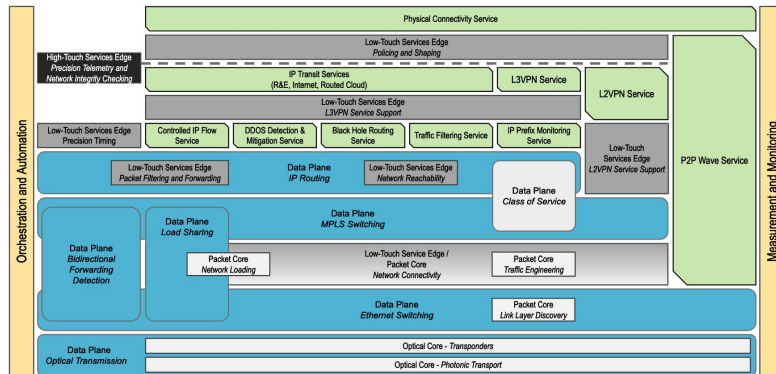 Physical Connectivity Service
Orchestration and Automation
Measurement and Monitoring
Low-Touch Services Edge
Policing and Shaping
High-Touch Services Edge
Precision Telemetry and
Network Integrity Checking
IP Transit Services
(R&E, Internet, Routed Cloud)
L3VPN Service
L2VPN Service
P2P Wave Service
Low-Touch Services Edge
L3VPN Service Support
Low-Touch Services Edge
Precision Timing
Controlled IP Flow
Service
DDOS Detection &
Mitigation Service
Black Hole Routing
Service
Traffic Filtering Service
IP Prefix Monitoring
Service
Low-Touch
Services Edge
L2VPN Service Support
Low-Touch Services Edge
Packet Filtering and Forwarding
Data Plane
IP Routing
Low-Touch Services Edge
Network Reachability
Data Plane
Class of Service
Data Plane
MPLS Switching
Data Plane
Load Sharing
Data Plane
Bidirectional
Forwarding
Detection
Packet Core
Network Loading
Low-Touch Service Edge /
Packet Core
Network Connectivity
Packet Core
Traffic Engineering
Data Plane
Ethernet Switching
Packet Core
Link Layer Discovery
Data Plane
Optical Transmission
Optical Core - Transponders
Optical Core - Photonic Transport